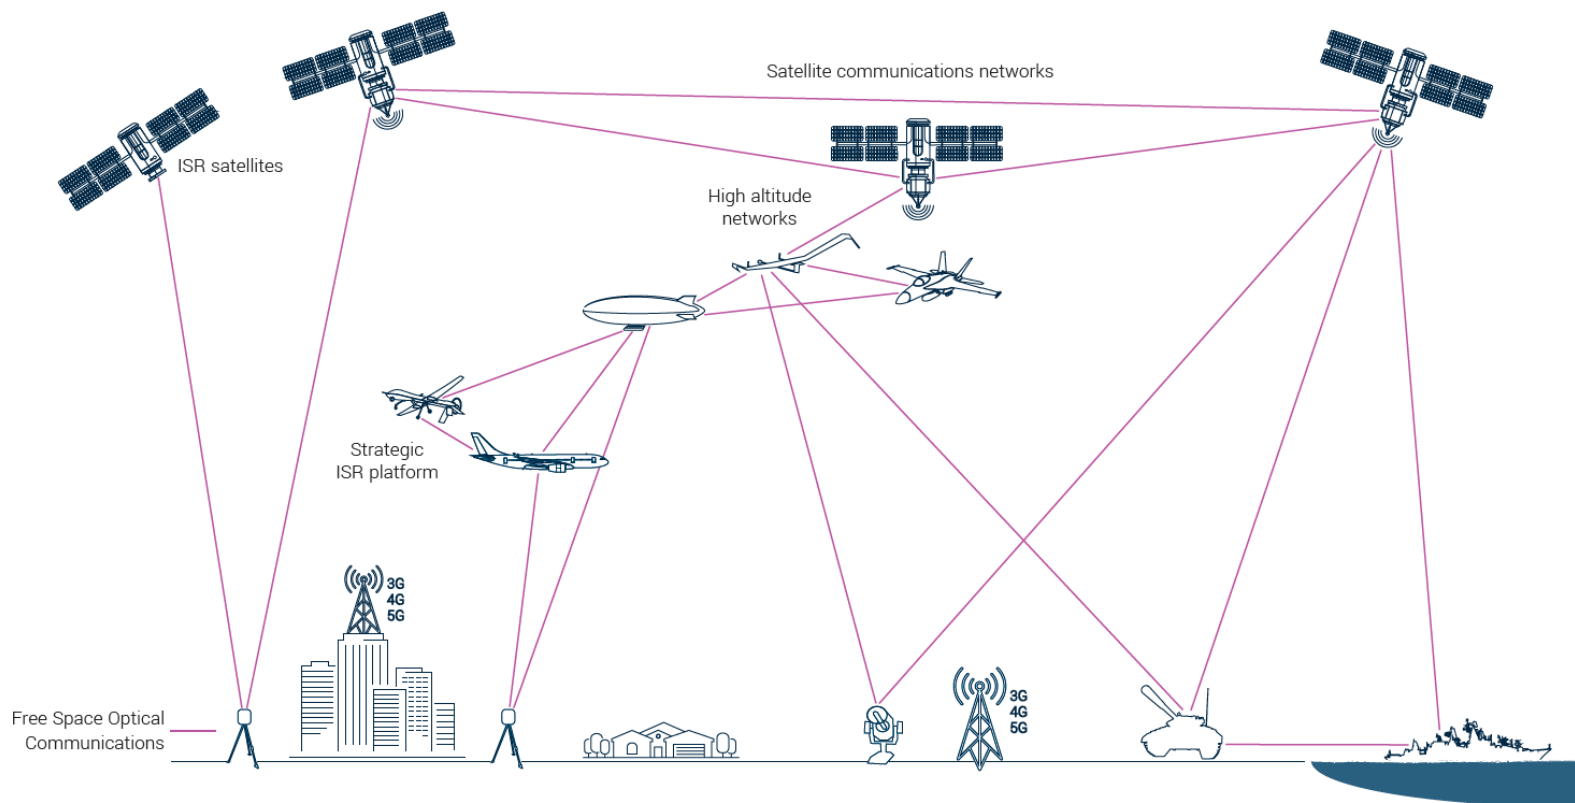 Satellite communications networks
ISR satellites
High altitude
networks
Strategic
ISR platform
3G
4G
5G
3G
4G
5G
Free Space Optical
Communications